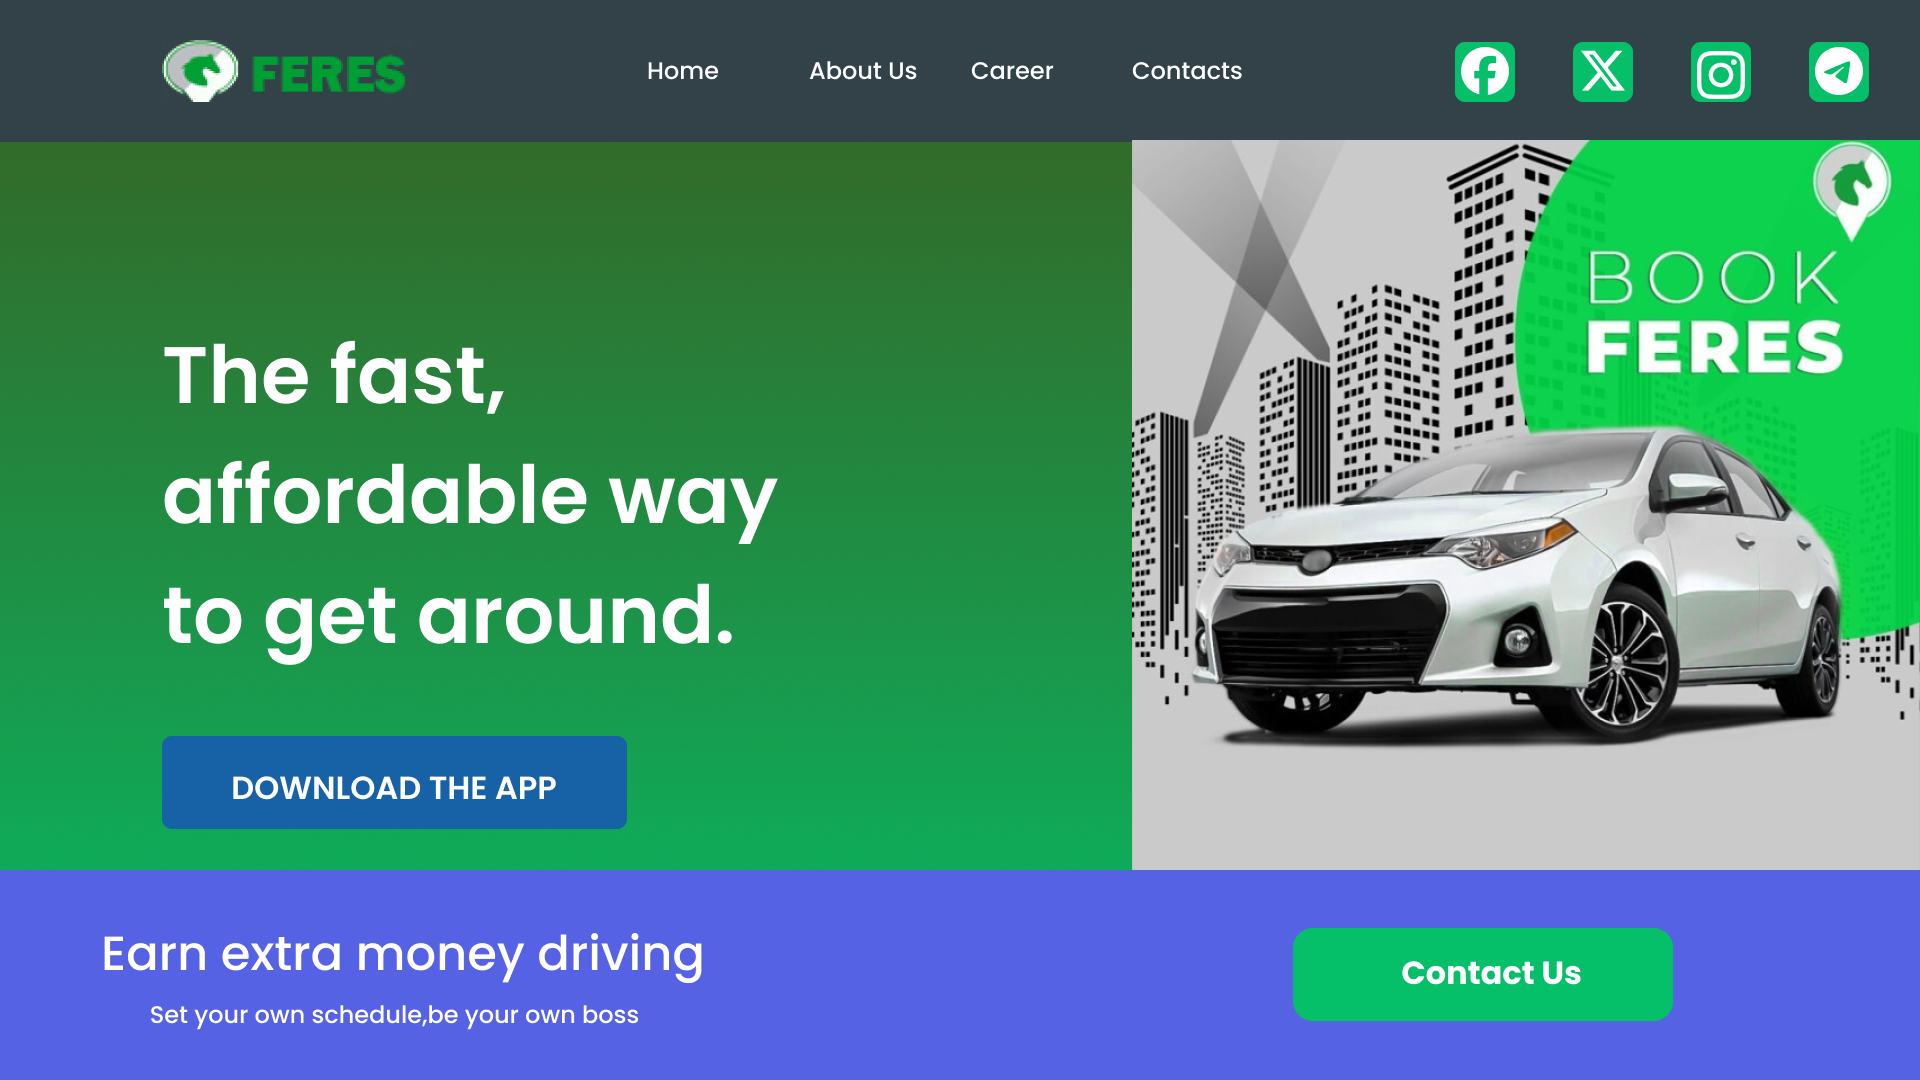 FERES
Home About Us Career Contacts
BOOK
FERES
The fast,
affordable way
to get around.
DOWNLOAD THE APP
Earn extra money driving
Set your own schedule,be your own boss
Contact Us